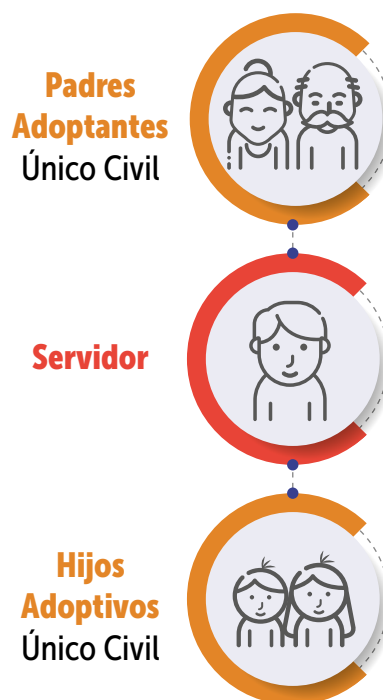 Padres
Adoptantes
Único Civil
Servidor
Hijos
Adoptivos
Único Civil